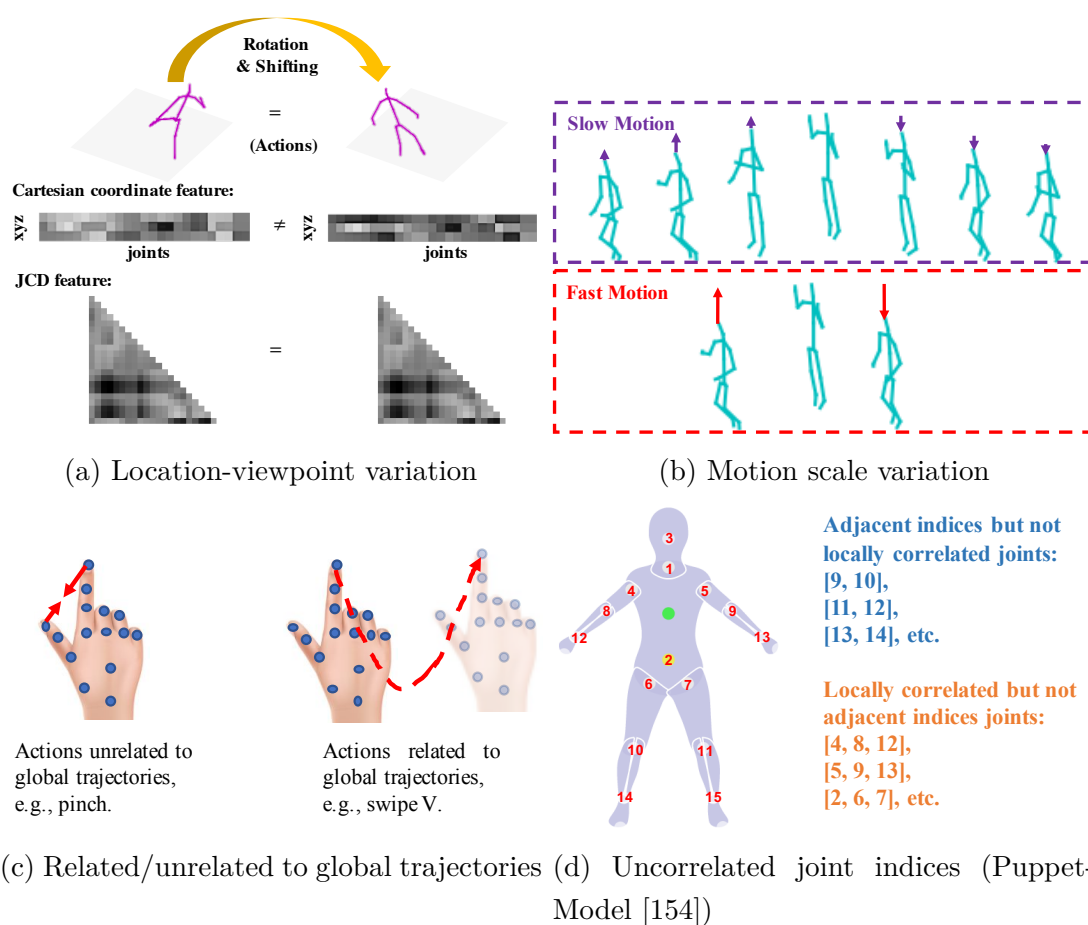 Rotation
& Shifting
=
(Actions)
Cartesian coordinate feature:
xyz
≠
xyz
joints
joints
JCD feature:
=
(a) Location-viewpoint variation
Slow Motion
Fast Motion
(b) Motion scale variation
Actions unrelated to
global trajectories,
e.g., pinch.
Actions related to
global trajectories,
e.g., swipe V.
(c) Related/unrelated to global trajectories
3
1
4
5
8
9
12
13
2
6
7
10
11
14
15
Adjacent indices but not
locally correlated joints:
[9, 10],
[11, 12],
[13, 14], etc.
Locally correlated but not
adjacent indices joints:
[4, 8, 12],
[5, 9, 13],
[2, 6, 7], etc.
(d) Uncorrelated joint indices (Puppet-
Model [154])